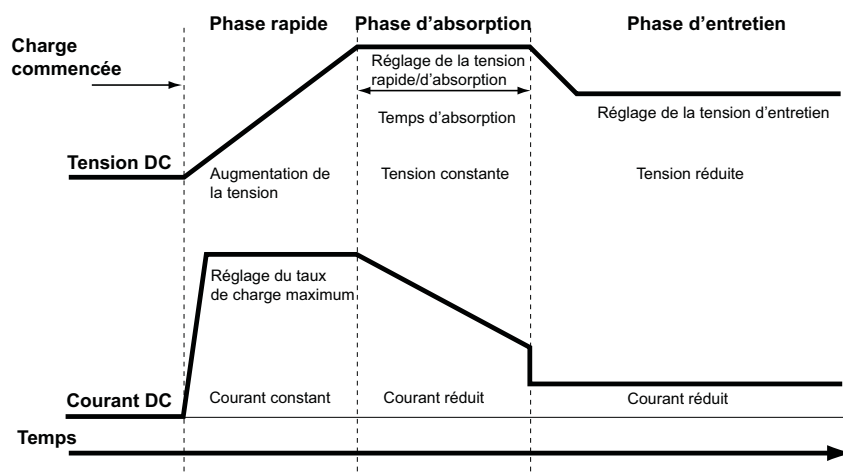 Phase rapide
Phase d'absorption
Phase d'entretien
Charge
commencée
Réglage de la tension
rapide/d'absorption
Temps d'absorption
Réglage de la tension d'entretien
Tension DC
Augmentation de
la tension
Tension constante
Tension réduite
Réglage du taux
de charge maximum
Courant DC
Courant constant
Courant réduit
Courant réduit
Temps